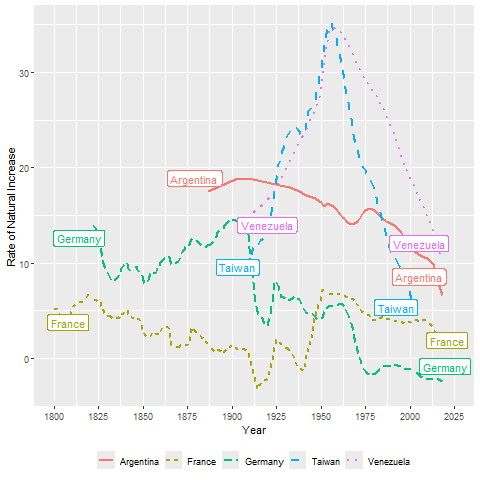 Rate of Natural Increase
30
20
10
0
Argentina
Venezuela
Germany
Venezuela
Taiwan
Argentina
Taiwan
France
France
Germany
1800 1825 1850 1875 1900 1925 1950 1975 2000 2025
Year
Argentina France Germany Taiwan Venezuela